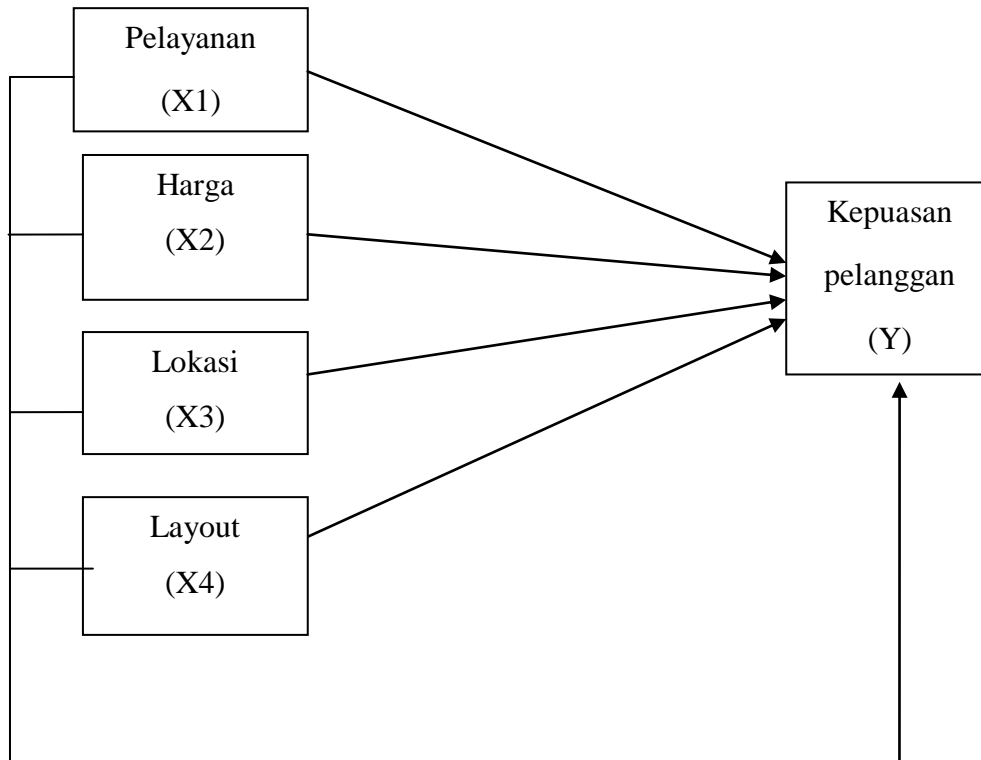 Pelayanan
(X1)
Harga
(X2)
Lokasi
(X3)
Layout
(X4)
Kepuasan
pelanggan
(Y)